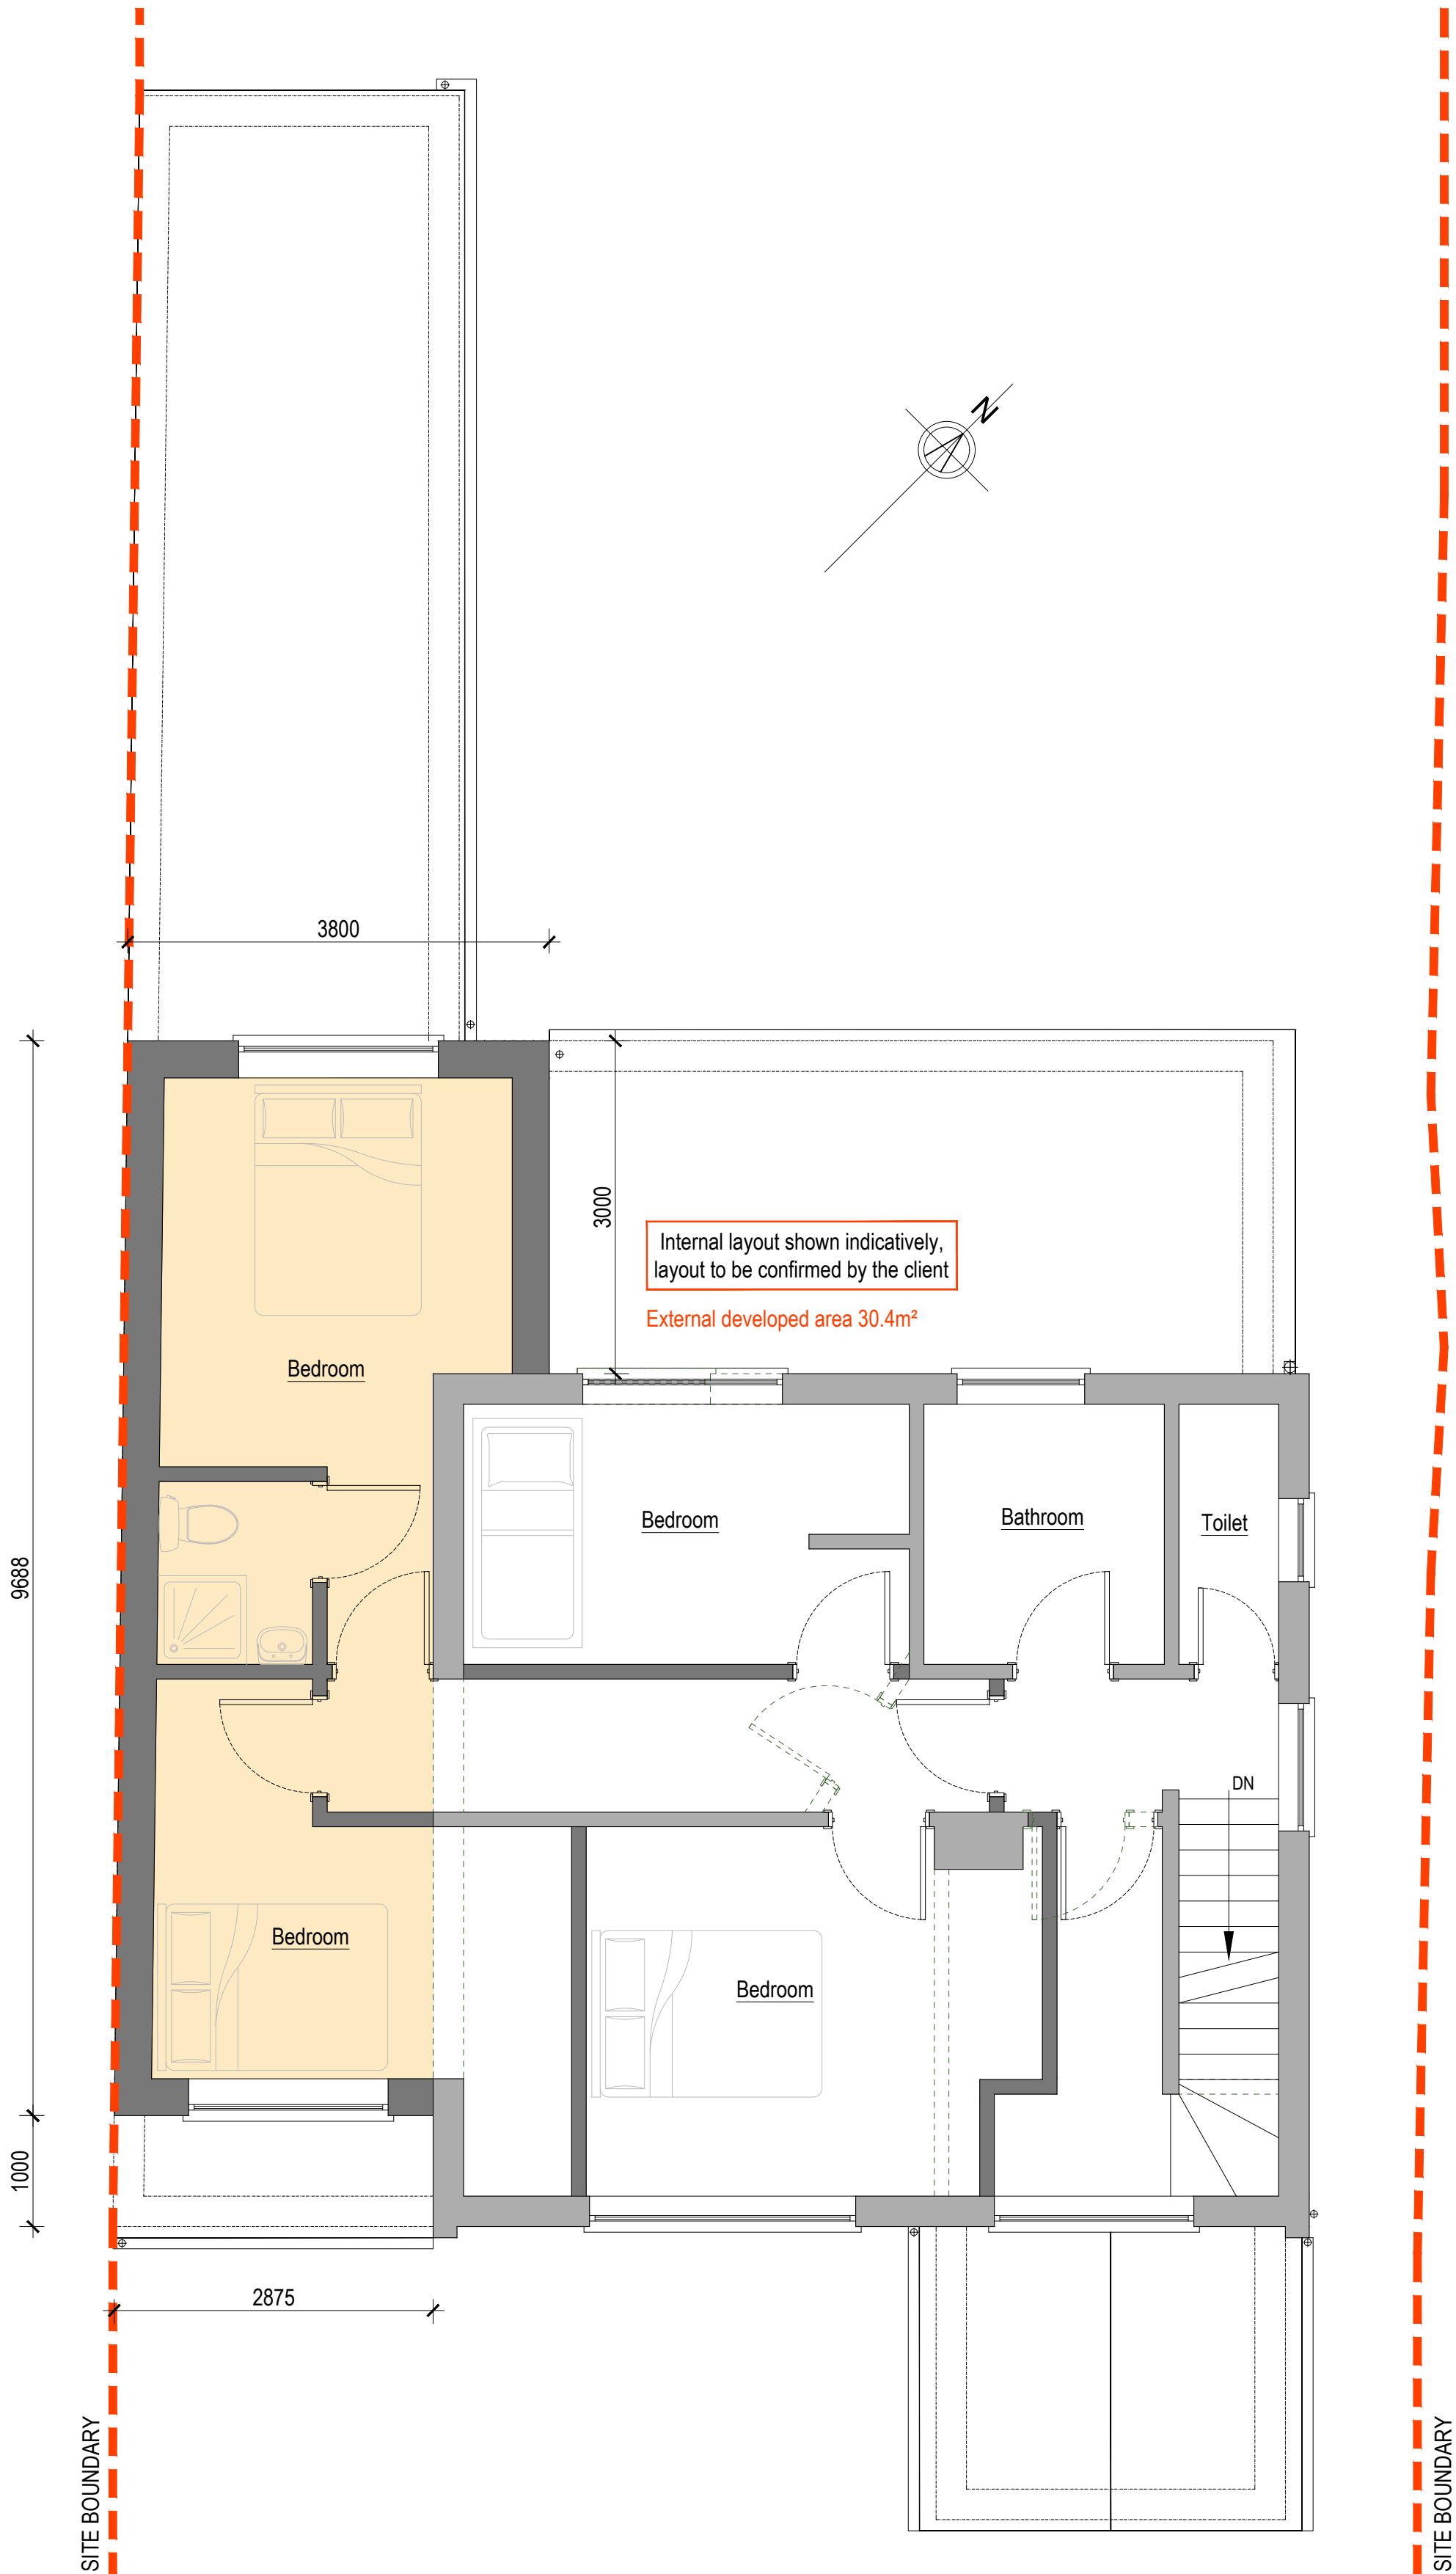 N
3800
3000
Internal layout shown indicatively,
layout to be confirmed by the client
External developed area 30.4m²
Bedroom
Bedroom
Bathroom
Toilet
9688
DN
Bedroom
Bedroom
1000
2875
SITE BOUNDARY
SITE BOUNDARY